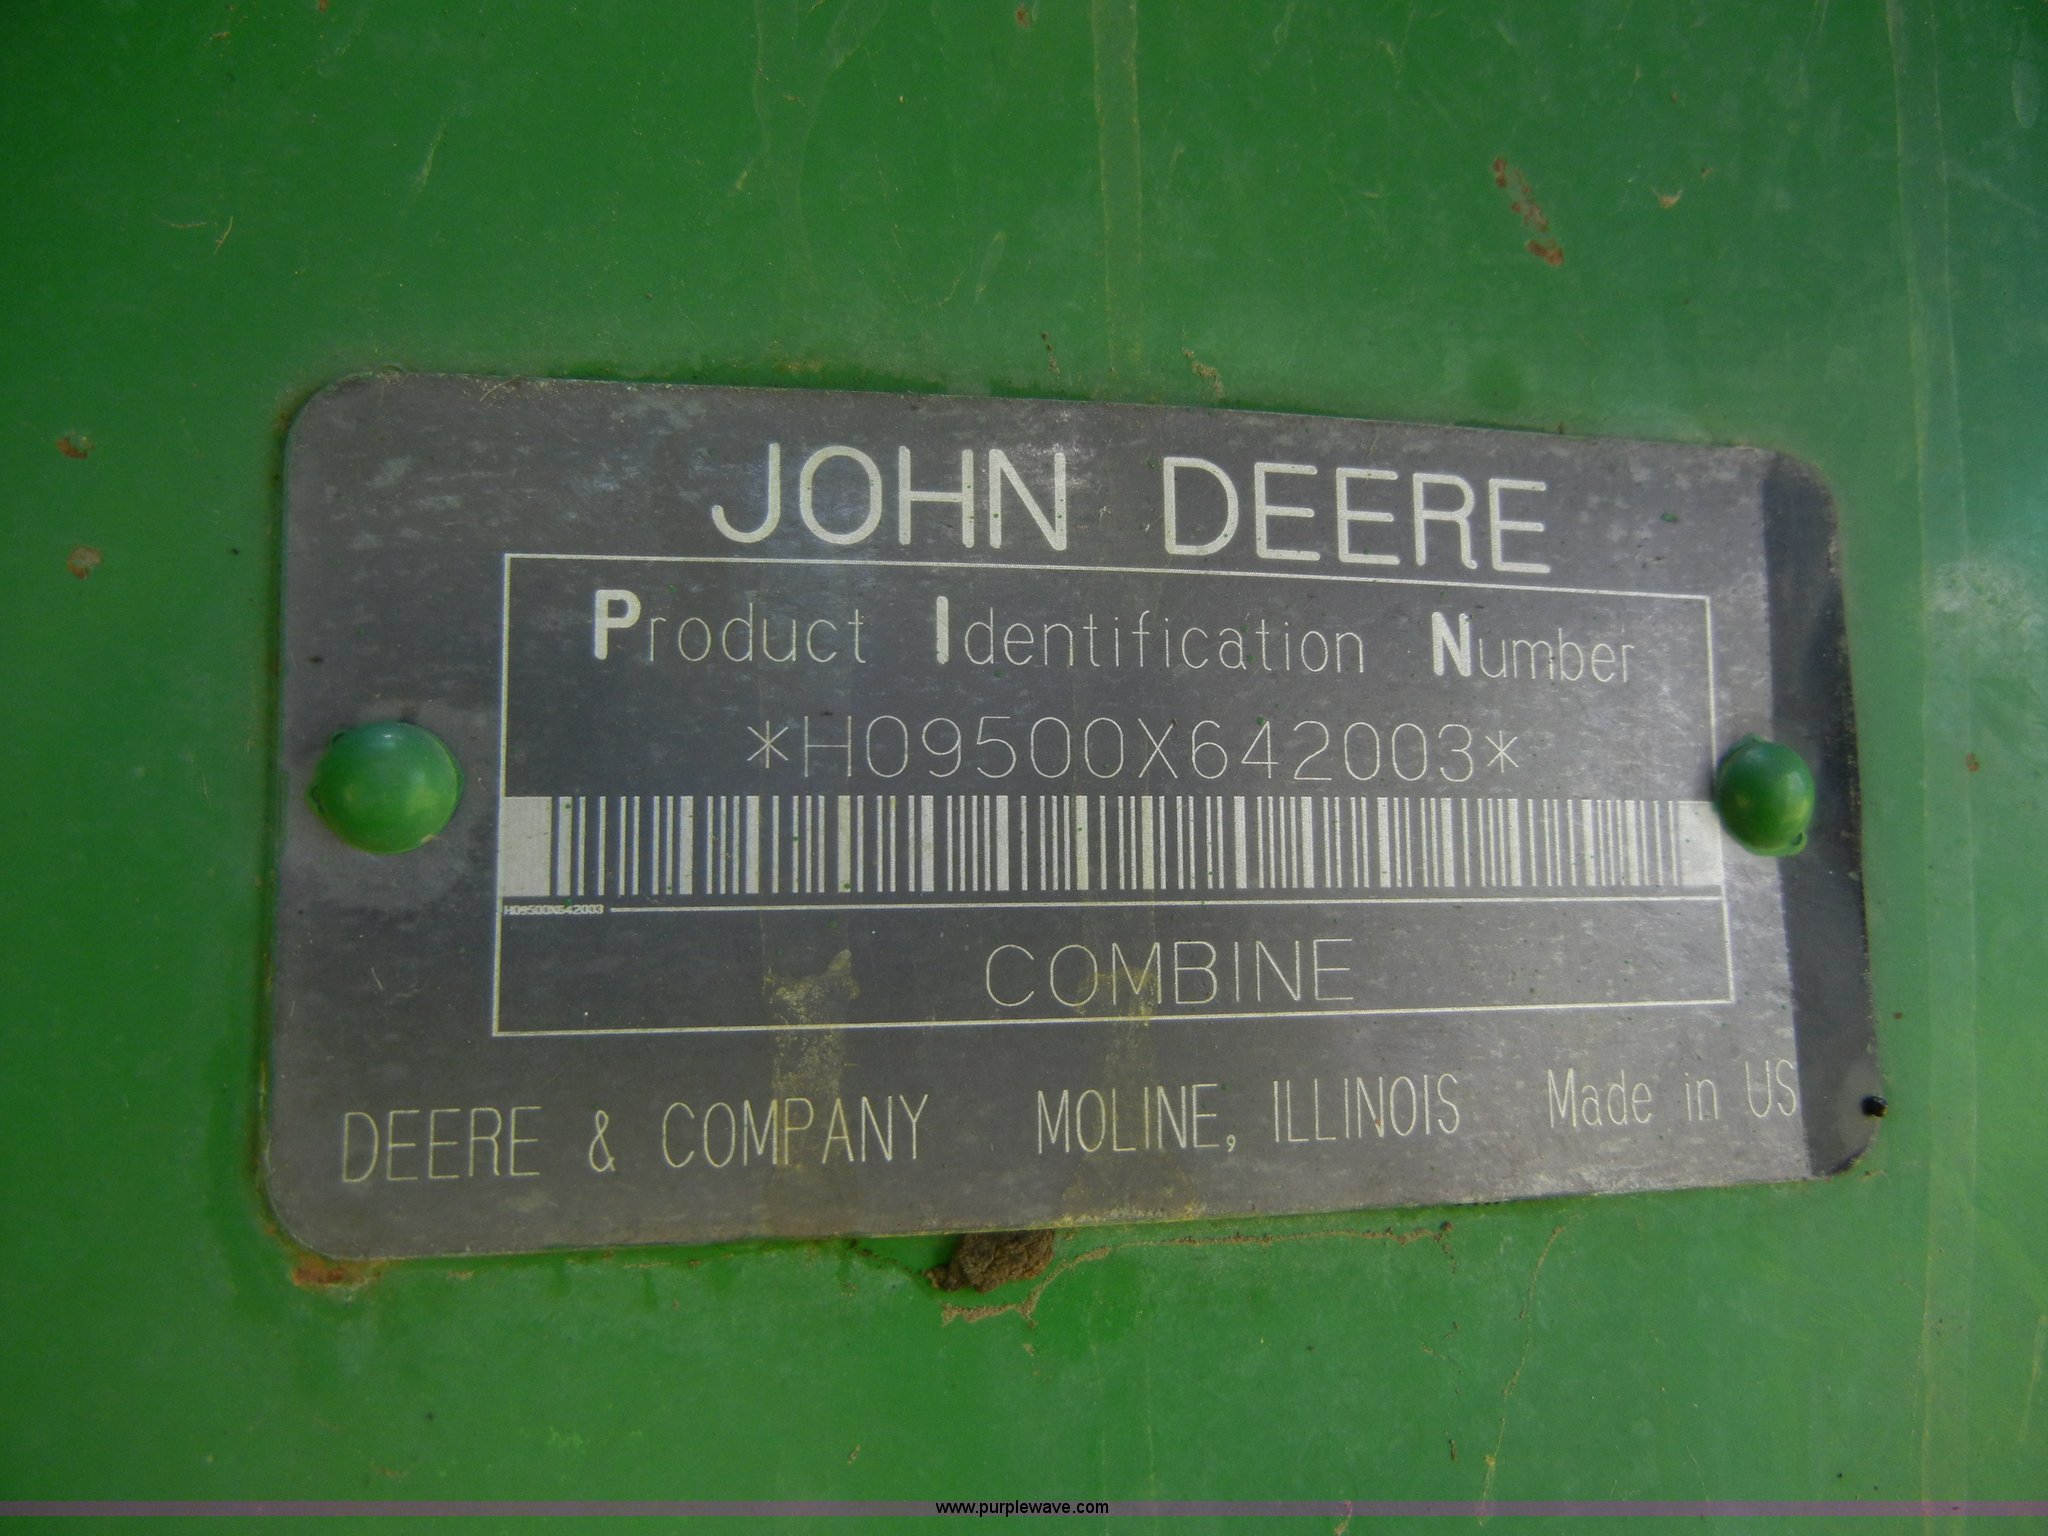 JOHN DEERE
Product Identification Number
*H09500X642003*
H09500X642003
COMBINE
DEERE & COMPANY MOLINE, ILLINOIS Made in US
www.purplewave.com